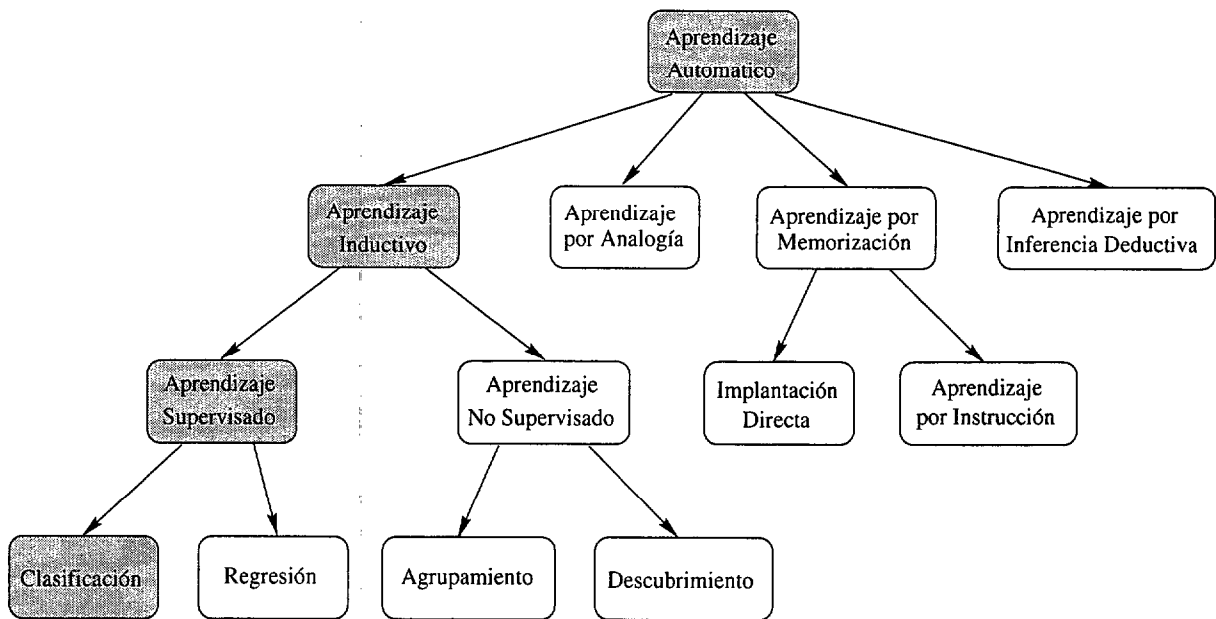 Aprendizaje
Automatico
Aprendizaje
Inductivo
Aprendizaje
por Analogía
Aprendizaje por
Memorización
Aprendizaje por
Inferencia Deductiva
Aprendizaje
Supervisado
Aprendizaje
No Supervisado
Implantación
Directa
Aprendizaje
por Instrucción
Clasificación
Regresión
Agrupamiento
Descubrimiento